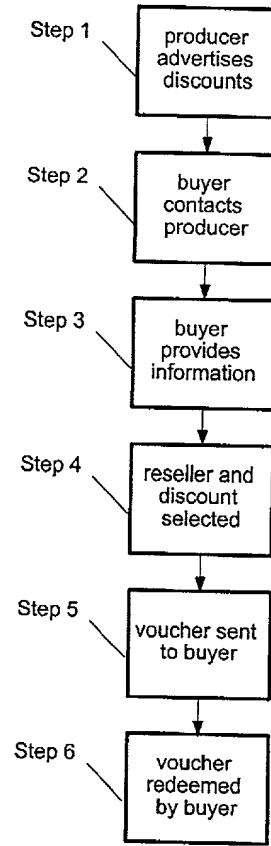 Step 1
producer
advertises
discounts
Step 2
buyer
contacts
producer
Step 3
buyer
provides
information
Step 4
reseller and
discount
selected
Step 5
voucher sent
to buyer
Step 6
voucher
redeemed
by buyer